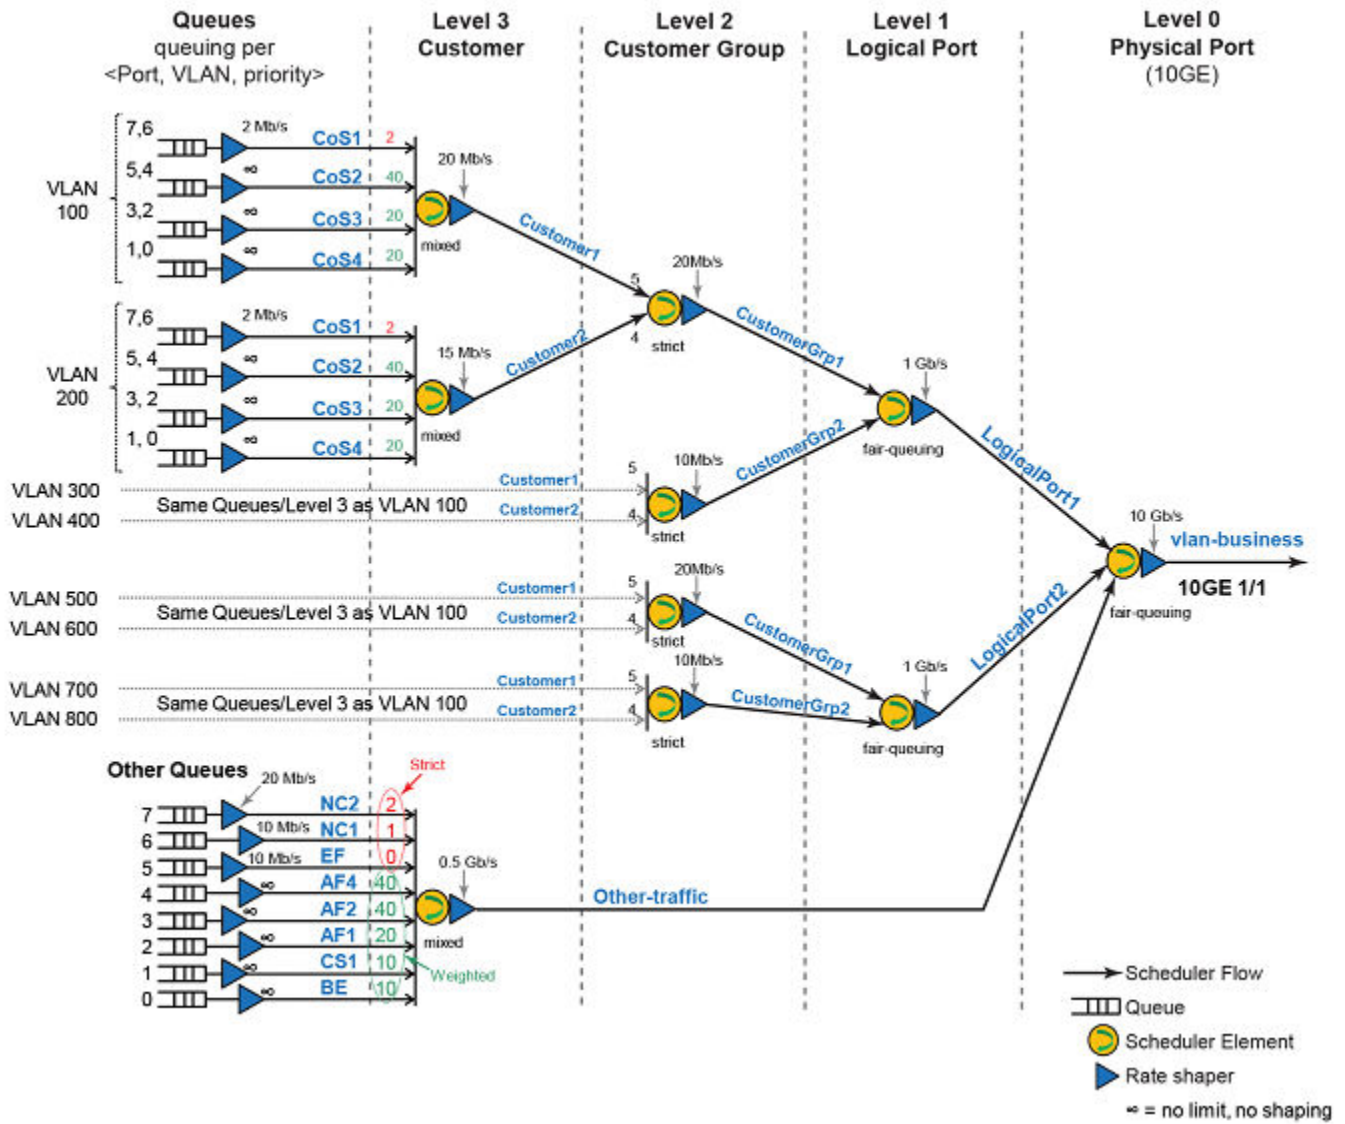 Queues
queuing per
<Port, VLAN, priority>
Level 3
Customer
Level 2
Customer Group
Level 1
Logical Port
Level 0
Physical Port
(10GE)
VLAN
100
7,6
2 Mb/s
CoS1
2
5,4
∞
CoS2
40
3,2
∞
CoS3
20
1,0
∞
CoS4
20
20 Mb/s
mixed
Customer1
VLAN
200
7,6
2 Mb/s
CoS1
2
5, 4
∞
CoS2
40
3, 2
∞
CoS3
20
1, 0
∞
CoS4
20
15 Mb/s
mixed
Customer2
5
4
20Mb/s
strict
CustomerGrp1
VLAN 300
VLAN 400
Same Queues/Level 3 as VLAN 100
Customer1
Customer2
5
4
10Mb/s
strict
CustomerGrp2
1 Gb/s
fair-queuing
LogicalPort1
VLAN 500
VLAN 600
Same Queues/Level 3 as VLAN 100
Customer1
Customer2
5
4
20Mb/s
strict
CustomerGrp1
VLAN 700
VLAN 800
Same Queues/Level 3 as VLAN 100
Customer1
Customer2
5
4
10Mb/s
strict
CustomerGrp2
1 Gb/s
fair-queuing
LogicalPort2
10 Gb/s
vlan-business
10GE 1/1
fair-queuing
Other Queues
20 Mb/s
Strict
7
NC2
2
6
10 Mb/s
NC1
1
5
10 Mb/s
EF
0
4
∞
AF4
40
3
∞
AF2
40
2
∞
AF1
20
1
∞
CS1
10
0
∞
BE
10
Weighted
0.5 Gb/s
mixed
Other-traffic
Scheduler Flow
Queue
Scheduler Element
Rate shaper
∞ = no limit, no shaping